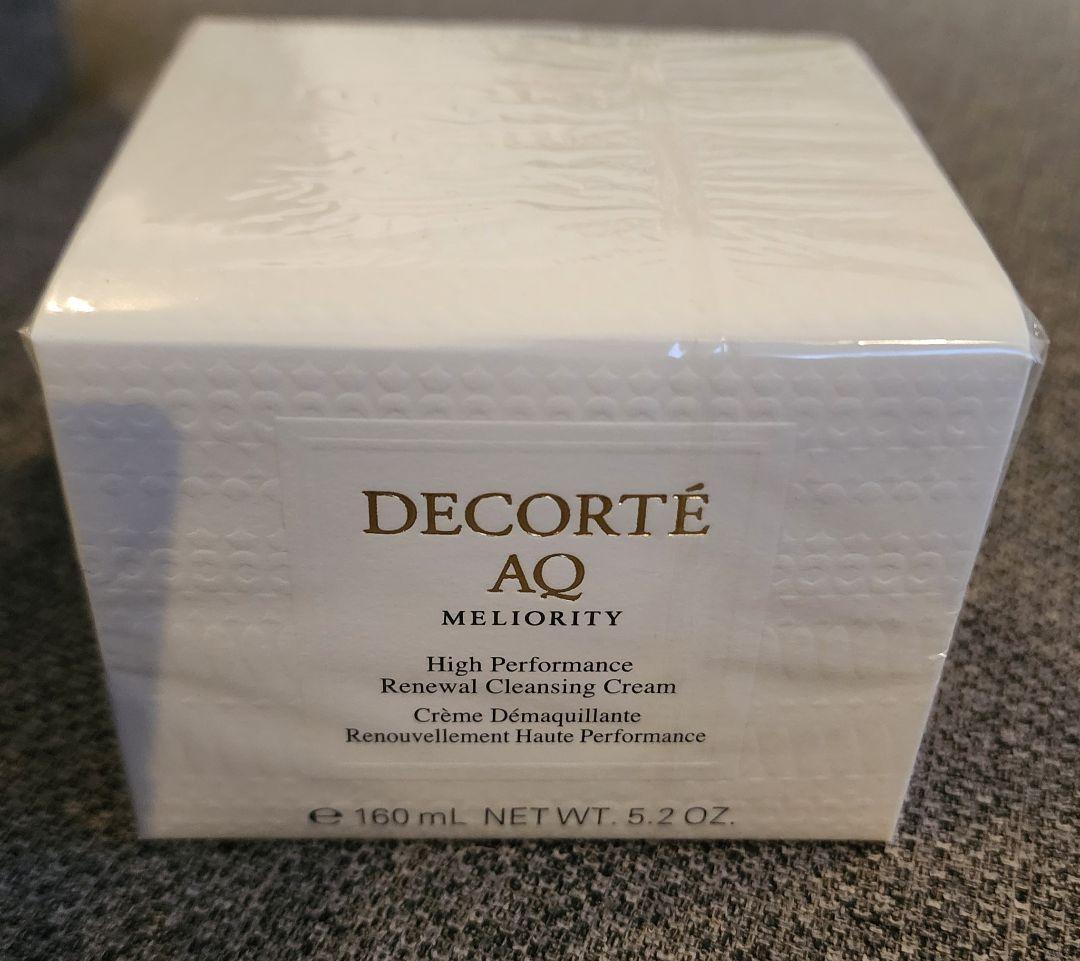 DECORTÉ
AQ
MELIORITY
High Performance
Renewal Cleansing Cream
Crème Démaquillante
Renouvellement Haute Performance
℮ 160 mL NET WT. 5.2 OZ.